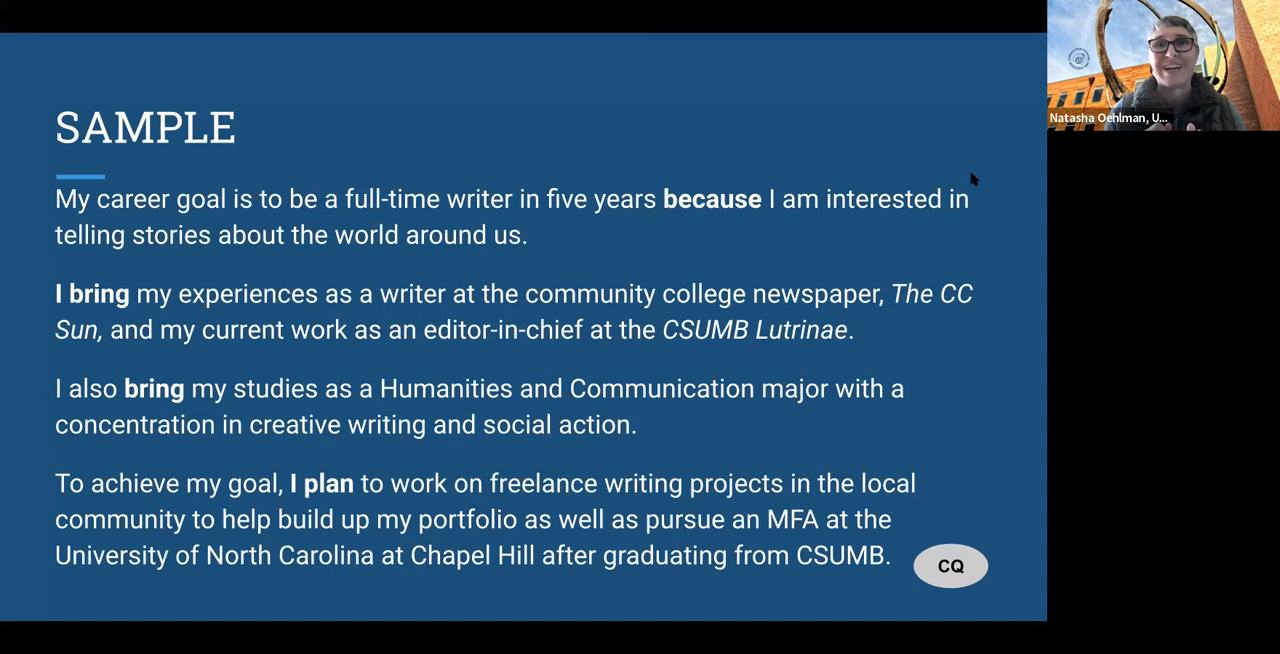 SAMPLE
My career goal is to be a full-time writer in five years because I am interested in
telling stories about the world around us.
I bring my experiences as a writer at the community college newspaper, The CC
Sun, and my current work as an editor-in-chief at the CSUMB Lutrinae.
I also bring my studies as a Humanities and Communication major with a
concentration in creative writing and social action.
To achieve my goal, I plan to work on freelance writing projects in the local
community to help build up my portfolio as well as pursue an MFA at the
University of North Carolina at Chapel Hill after graduating from CSUMB.
CQ
Natasha Oehlman, U...